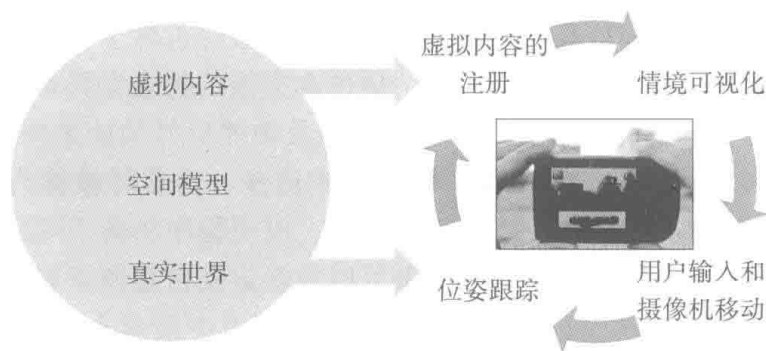 虚拟内容
空间模型
真实世界
虚拟内容的
注册
情境可视化
用户输入和
摄像机移动
位姿跟踪